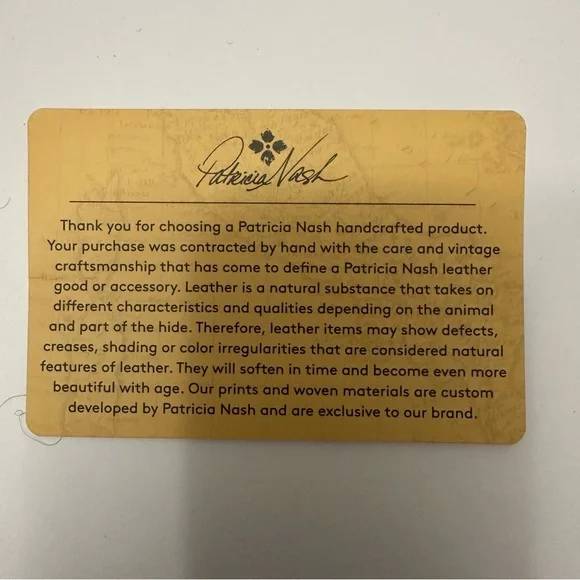 Patricia Nash
Thank you for choosing a Patricia Nash handcrafted product.
Your purchase was contracted by hand with the care and vintage
craftsmanship that has come to define a Patricia Nash leather
good or accessory. Leather is a natural substance that takes on
different characteristics and qualities depending on the animal
and part of the hide. Therefore, leather items may show defects,
creases, shading or color irregularities that are considered natural
features of leather. They will soften in time and become even more
beautiful with age. Our prints and woven materials are custom
developed by Patricia Nash and are exclusive to our brand.